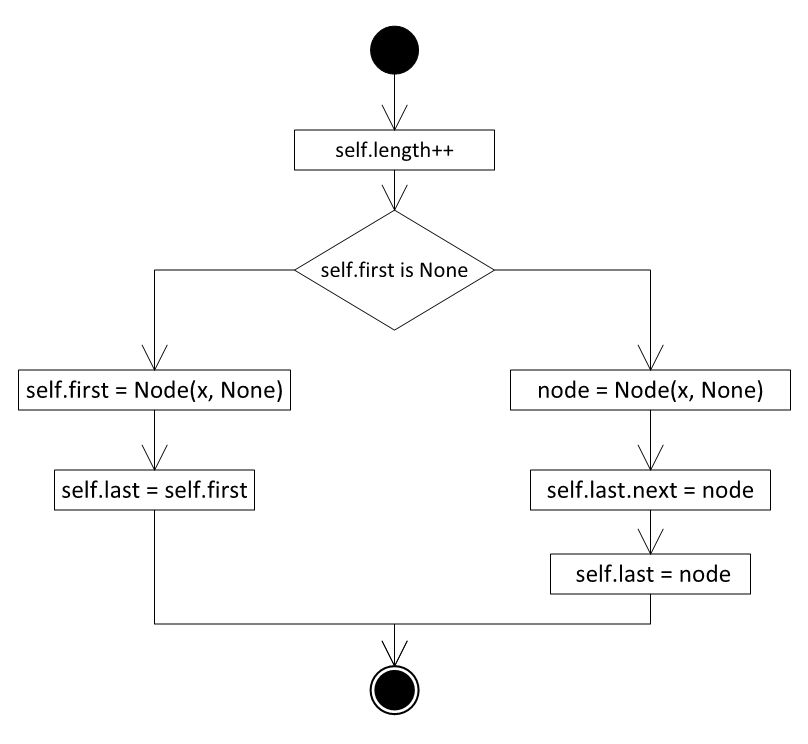 self.length++
self.first is None
self.first = Node(x, None)
node = Node(x, None)
self.last = self.first
self.last.next = node
self.last = node